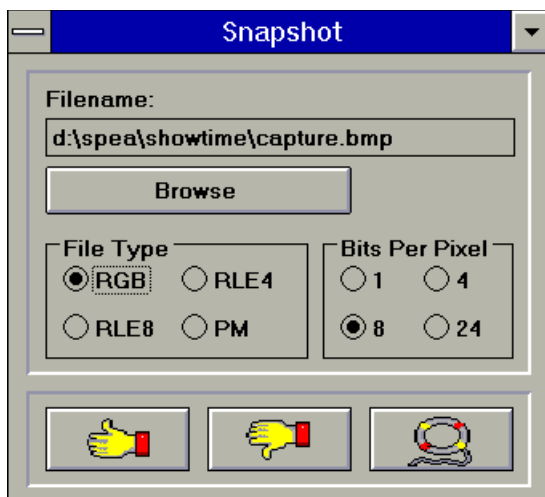 Snapshot
Filename:
d:\spea\showtime\capture.bmp
Browse
File Type
RGB RLE4
RLE8 PM
Bits Per Pixel
1 4
8 24